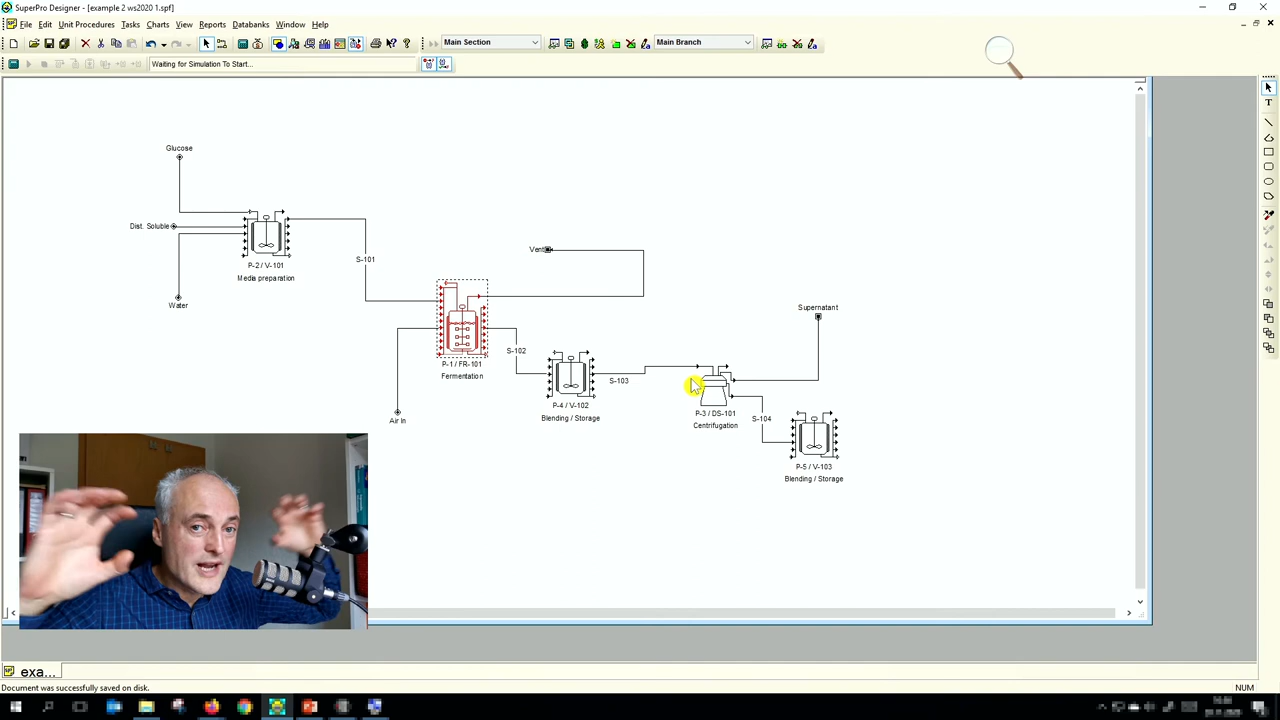 SuperPro Designer - [example 2 ws2020 1.spf]
File Edit Unit Procedures Tasks Charts View Reports Databanks Window Help
Main Section
Main Branch
Waiting for Simulation To Start...
Glucose
Dist. Soluble
P-2 / V-101
Media preparation
S-101
Water
Vent
P-1 / FR-101
Fermentation
Air In
S-102
P-4 / V-102
Blending / Storage
S-103
Supernatant
P-3 / DS-101
Centrifugation
S-104
P-5 / V-103
Blending / Storage
exa...
Document was successfully saved on disk.
NUM